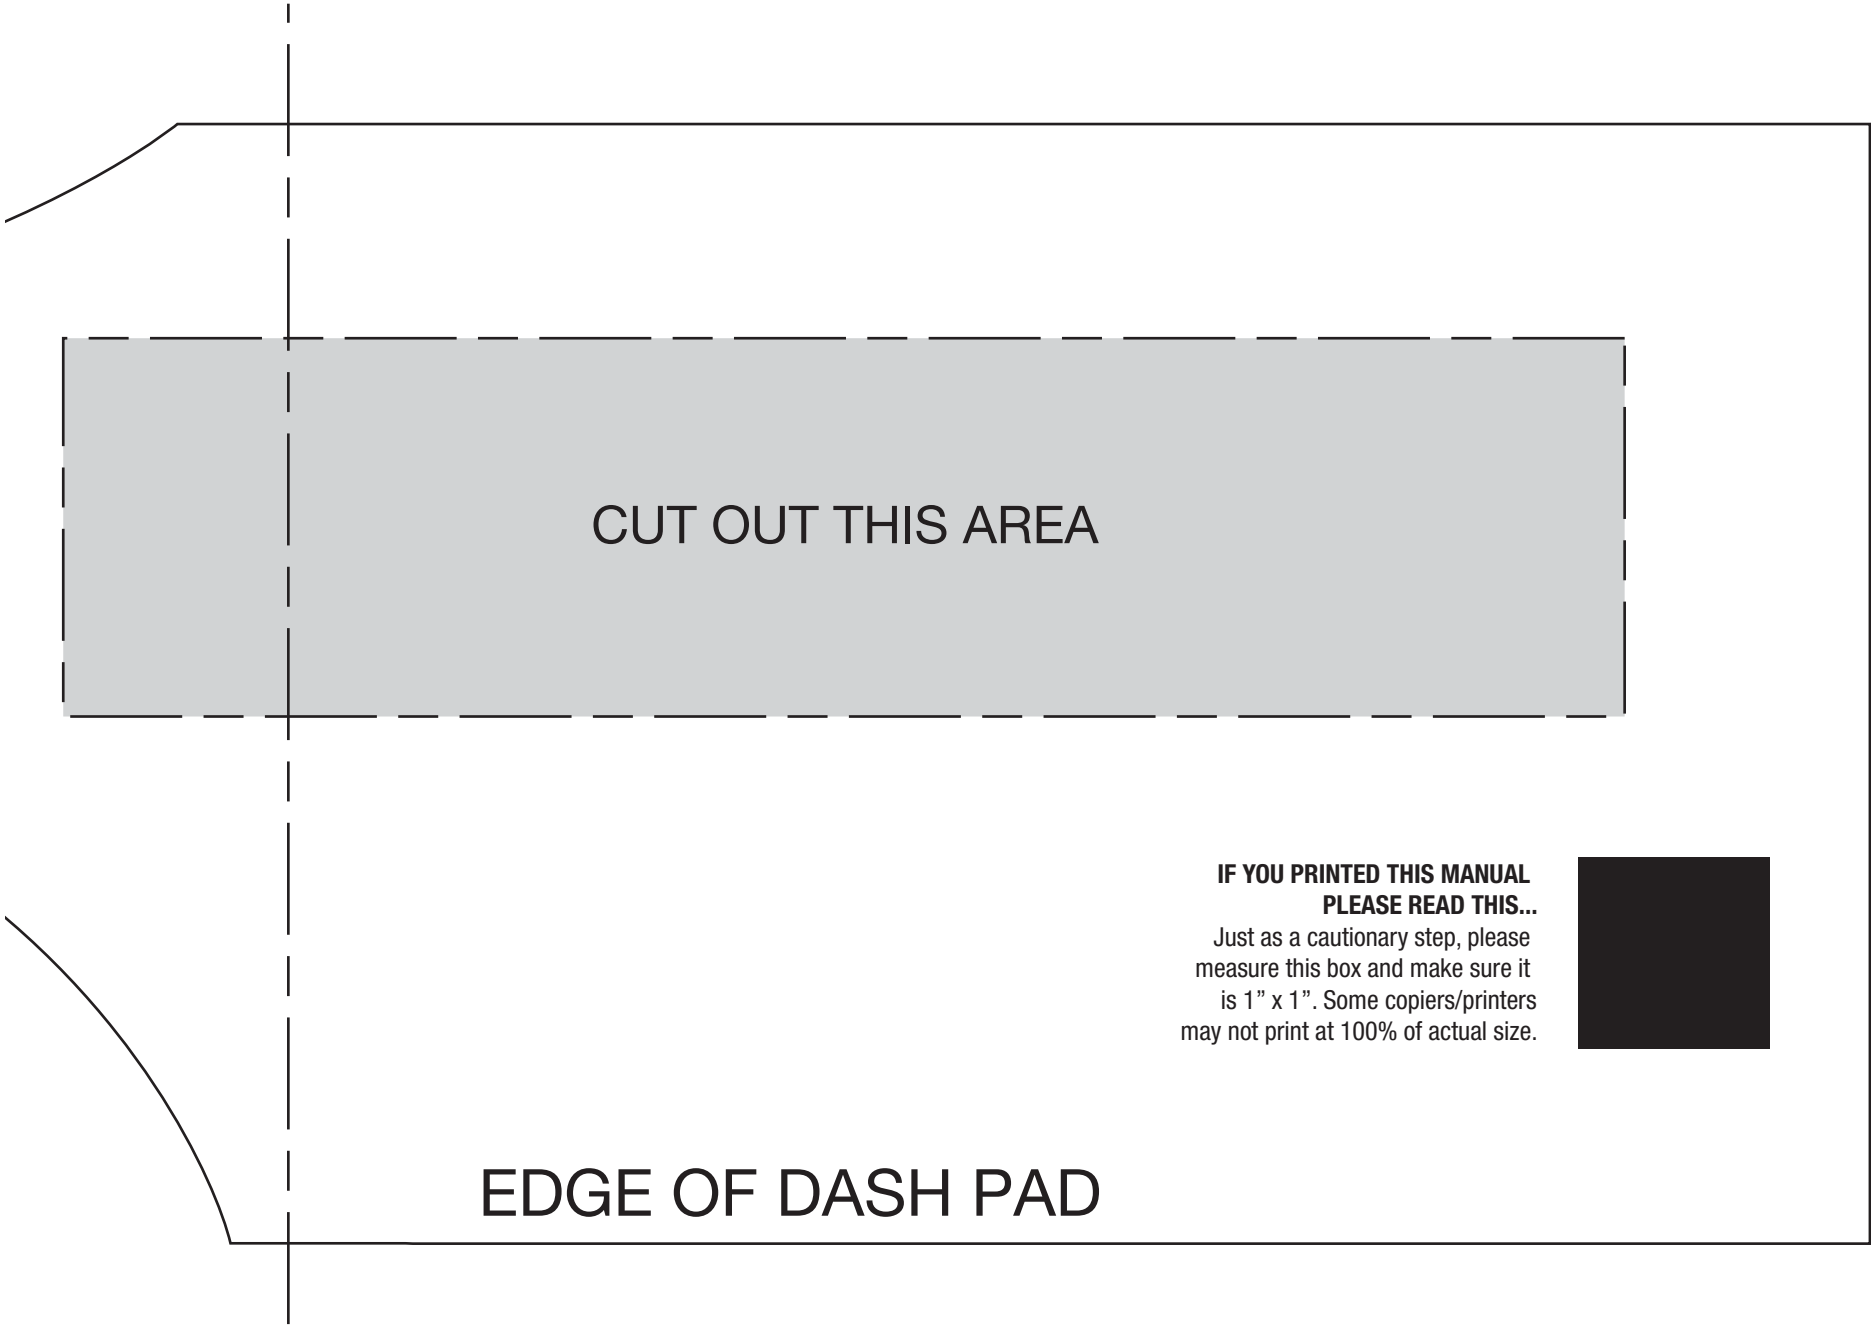 CUT OUT THIS AREA
IF YOU PRINTED THIS MANUAL
PLEASE READ THIS...
Just as a cautionary step, please
measure this box and make sure it
is 1” x 1”. Some copiers/printers
may not print at 100% of actual size.
EDGE OF DASH PAD